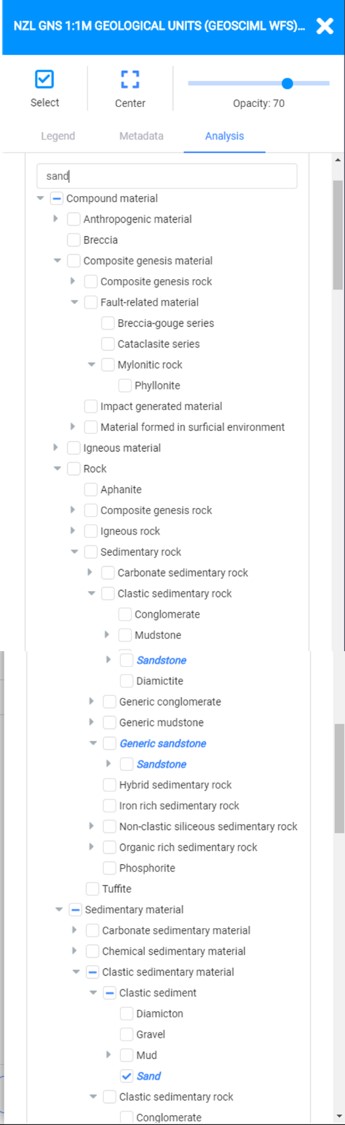 NZL GNS 1:1M GEOLOGICAL UNITS (GEOSCIML WFS)...
Select
Center
Opacity: 70
Legend
Metadata
Analysis
sand
Compound material
Anthropogenic material
Breccia
Composite genesis material
Composite genesis rock
Fault-related material
Breccia-gouge series
Cataclasite series
Mylonitic rock
Phyllonite
Impact generated material
Material formed in surficial environment
Igneous material
Rock
Aphanite
Composite genesis rock
Igneous rock
Sedimentary rock
Carbonate sedimentary rock
Clastic sedimentary rock
Conglomerate
Mudstone
Sandstone
Diamictite
Generic conglomerate
Generic mudstone
Generic sandstone
Sandstone
Hybrid sedimentary rock
Iron rich sedimentary rock
Non-clastic siliceous sedimentary rock
Organic rich sedimentary rock
Phosphorite
Tuffite
Sedimentary material
Carbonate sedimentary material
Chemical sedimentary material
Clastic sedimentary material
Clastic sediment
Diamicton
Gravel
Mud
Sand
Clastic sedimentary rock
Conglomerate